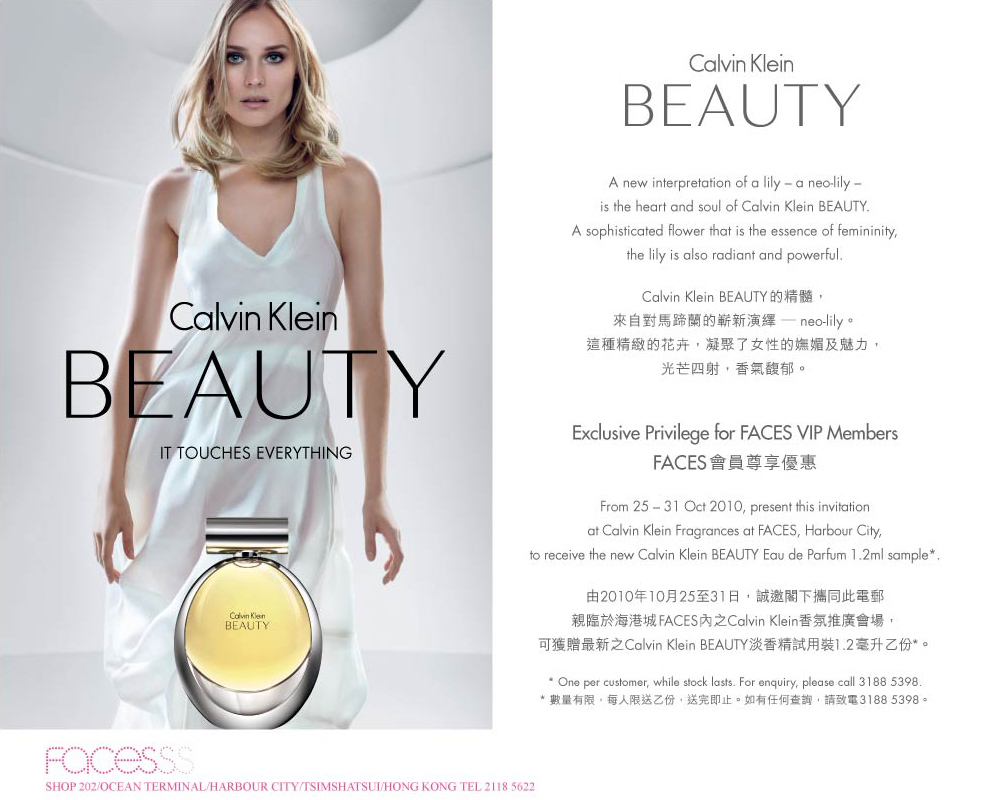 Calvin Klein
BEAUTY
IT TOUCHES EVERYTHING
Calvin Klein
BEAUTY
Calvin Klein
BEAUTY
A new interpretation of a lily – a neo-lily –
is the heart and soul of Calvin Klein BEAUTY.
A sophisticated flower that is the essence of femininity,
the lily is also radiant and powerful.
Calvin Klein BEAUTY的精髓，
來自對馬蹄蘭的嶄新演繹 — neo-lily。
這種精緻的花卉，凝聚了女性的嫵媚及魅力，
光芒四射，香氣馥郁。
Exclusive Privilege for FACES VIP Members
FACES會員尊享優惠
From 25 – 31 Oct 2010, present this invitation
at Calvin Klein Fragrances at FACES, Harbour City,
to receive the new Calvin Klein BEAUTY Eau de Parfum 1.2ml sample*.
由2010年10月25至31日，誠邀閣下攜同此電郵
親臨於海港城FACES內之Calvin Klein香氛推廣會場，
可獲贈最新之Calvin Klein BEAUTY淡香精試用裝1.2毫升乙份*。
* One per customer, while stock lasts. For enquiry, please call 3188 5398.
* 數量有限，每人限送乙份，送完即止。如有任何查詢，請致電3188 5398。
FACESSS
SHOP 202/OCEAN TERMINAL/HARBOUR CITY/TSIMSHATSUI/HONG KONG TEL 2118 5622